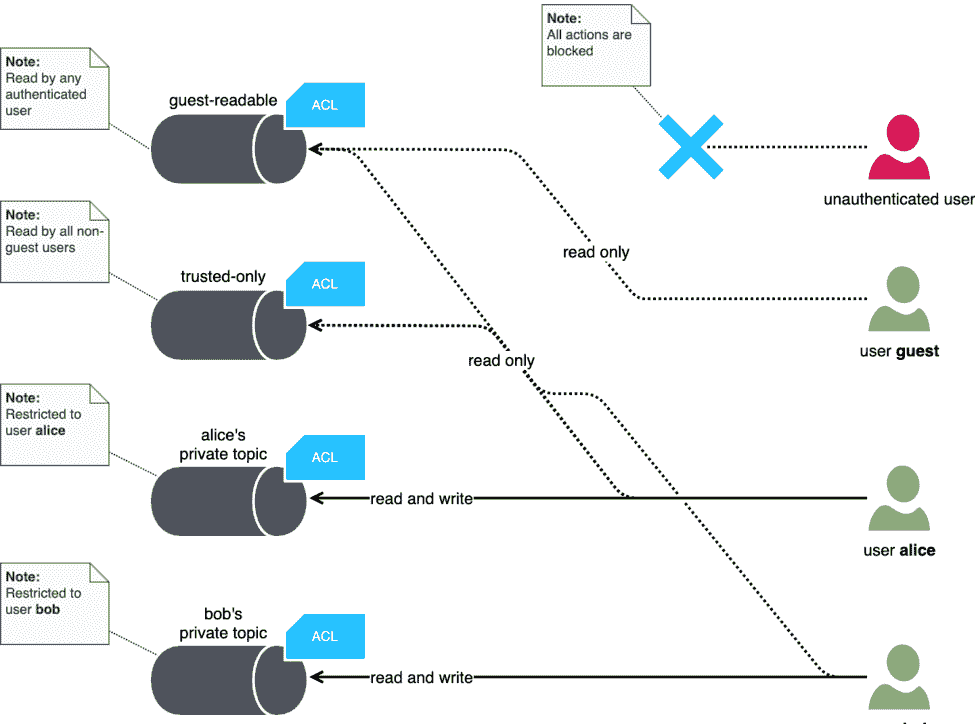 Note:
All actions are
blocked
Note:
Read by any
authenticated
user
guest-readable
ACL
unauthenticated user
Note:
Read by all non-
guest users
read only
trusted-only
ACL
user guest
read only
Note:
Restricted to
user alice
alice's
private topic
ACL
read and write
user alice
Note:
Restricted to
user bob
bob's
private topic
ACL
read and write